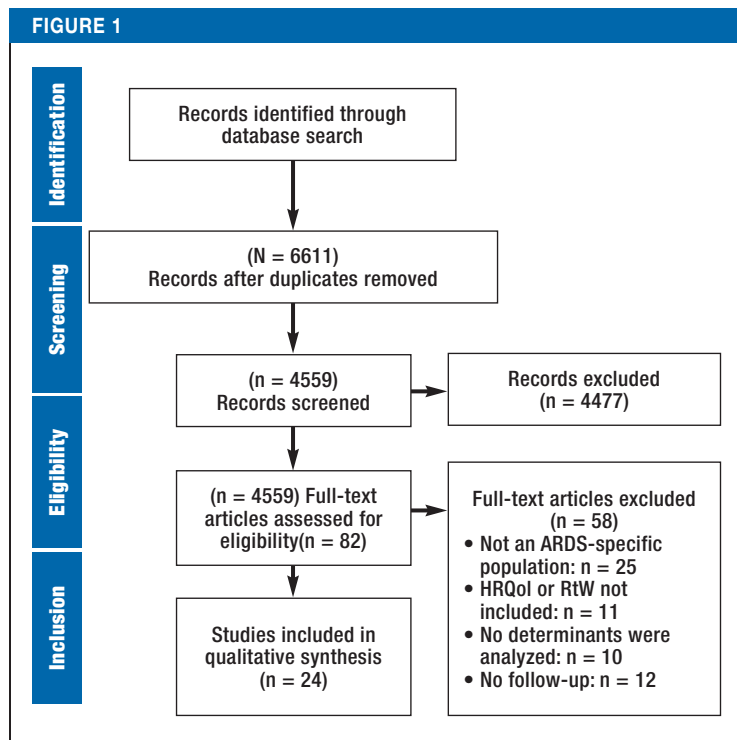 FIGURE 1
Identification
Records identified through
database search
Screening
(N = 6611)
Records after duplicates removed
(n = 4559)
Records screened
Records excluded
(n = 4477)
Eligibility
(n = 4559) Full-text
articles assessed for
eligibility(n = 82)
Full-text articles excluded
(n = 58)
• Not an ARDS-specific
population: n = 25
• HRQol or RtW not
included: n = 11
• No determinants were
analyzed: n = 10
• No follow-up: n = 12
Inclusion
Studies included in
qualitative synthesis
(n = 24)